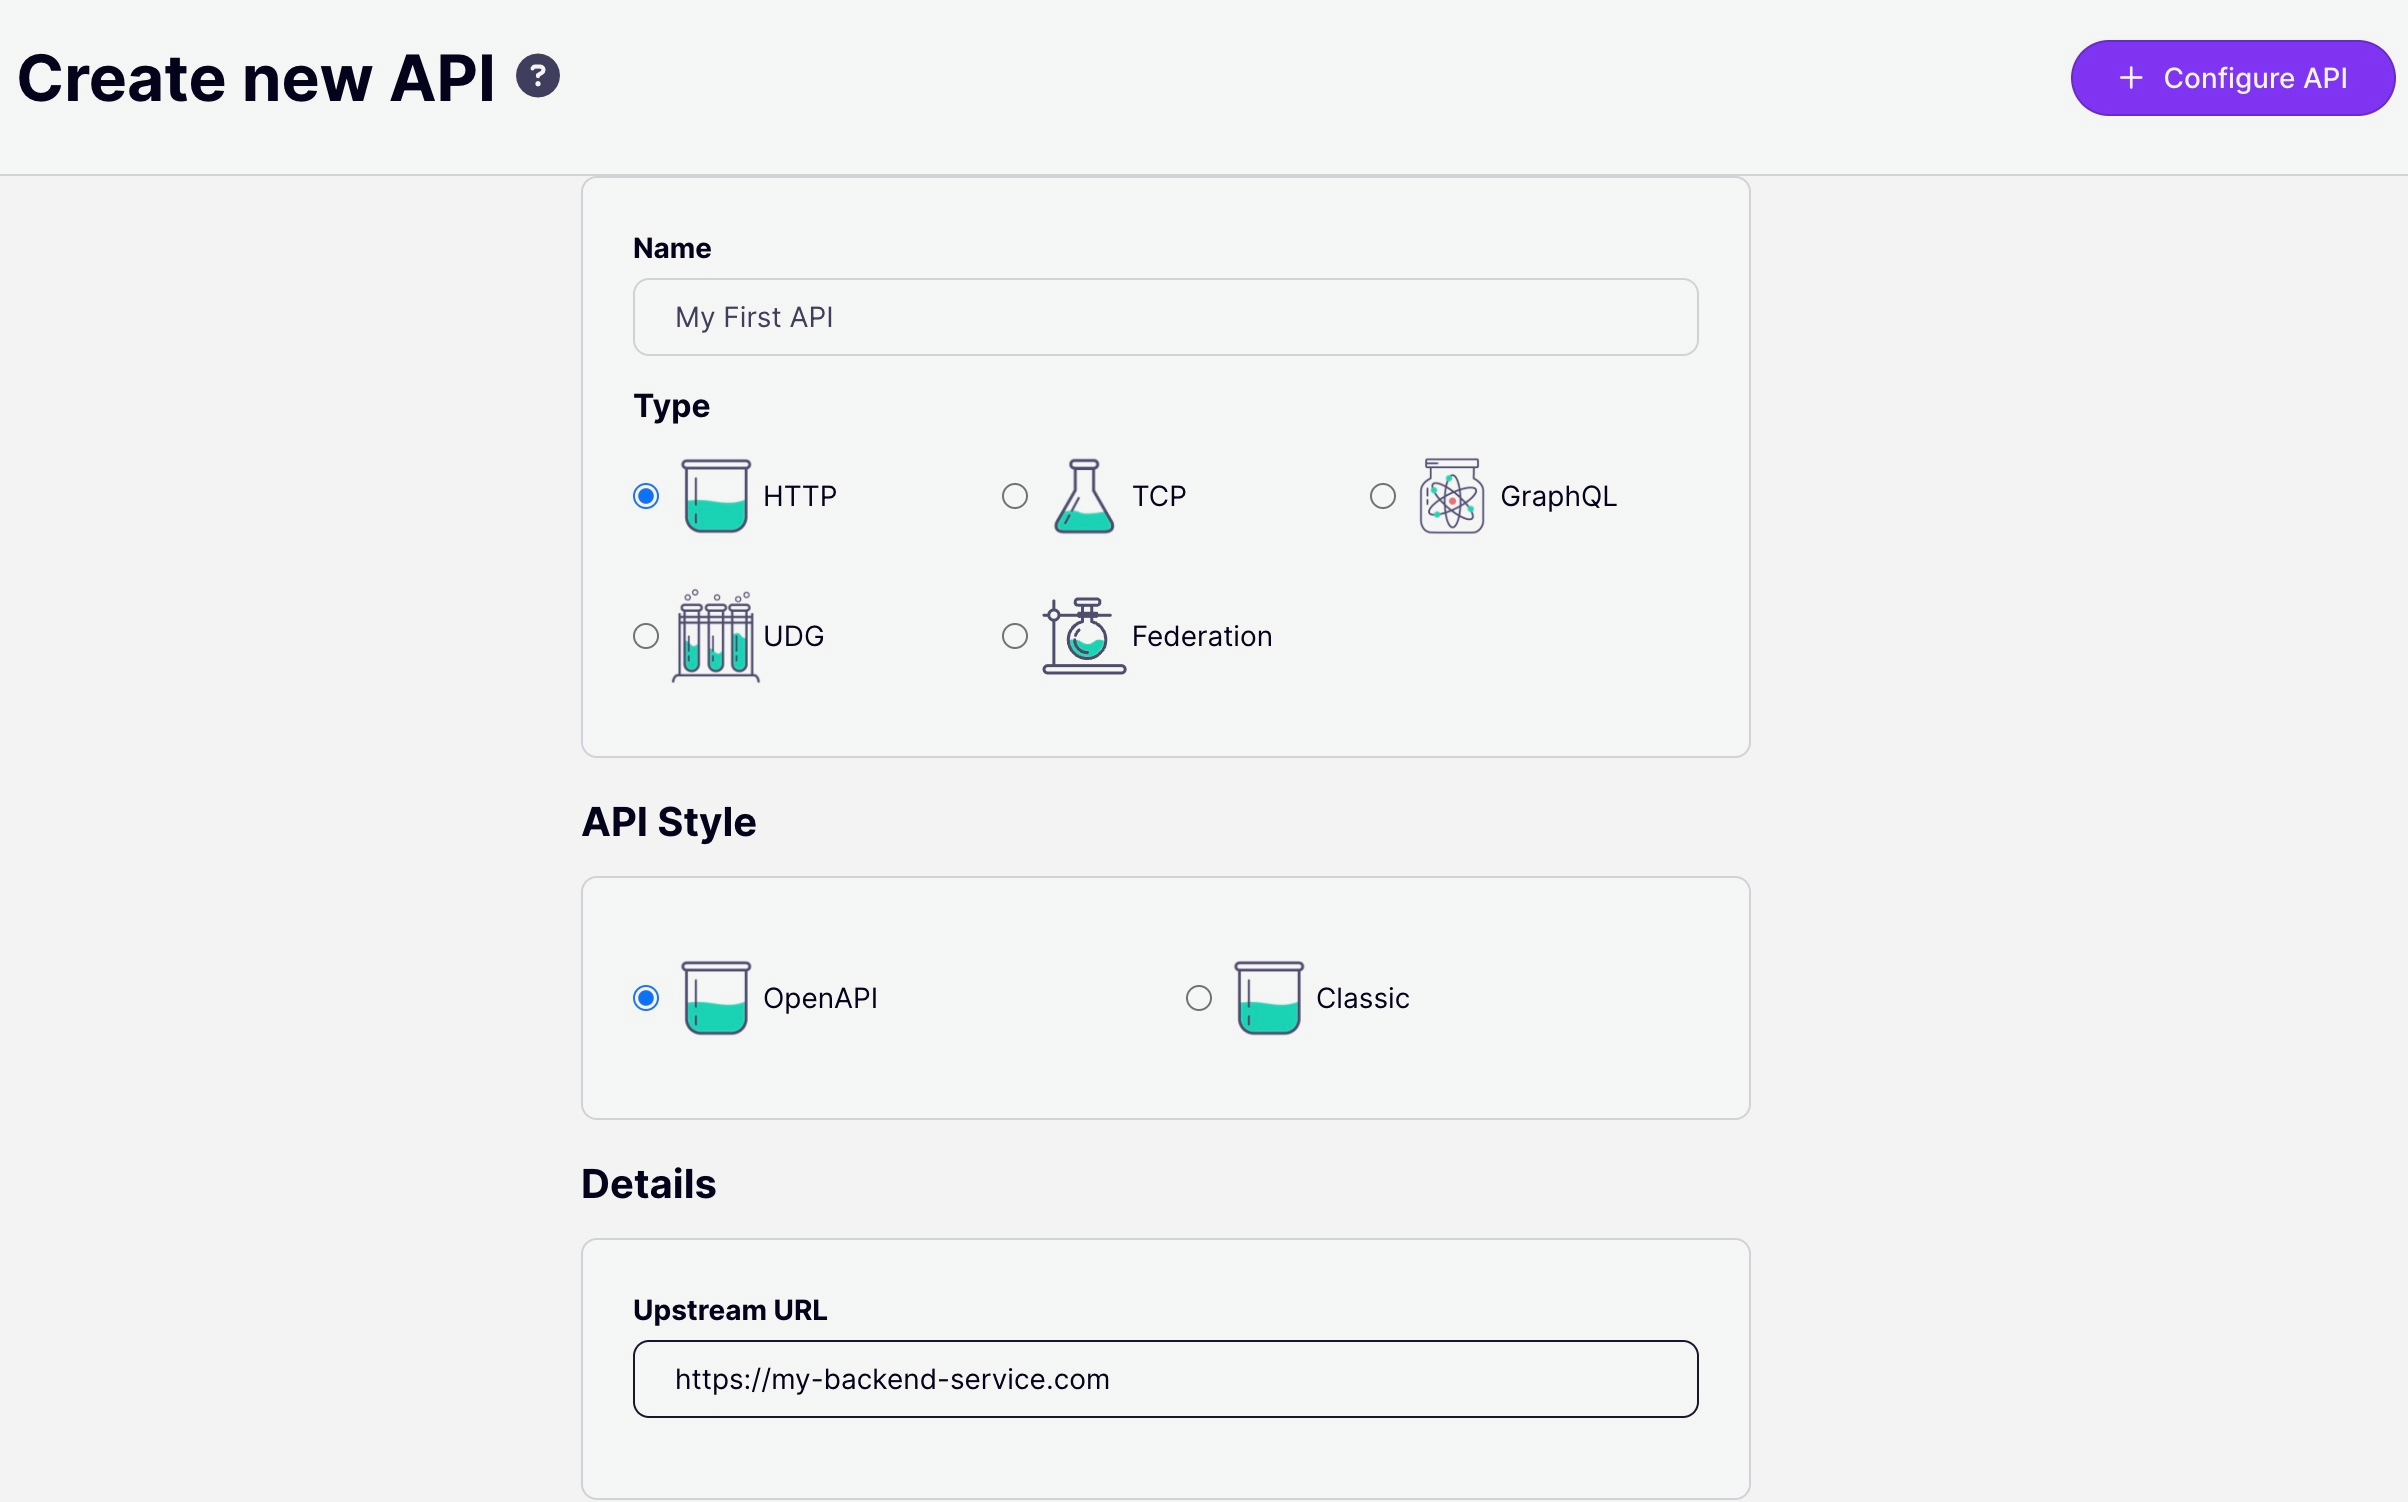 Create new API ?
+ Configure API
Name
My First API
Type
HTTP
TCP
GraphQL
UDG
Federation
API Style
OpenAPI
Classic
Details
Upstream URL
https://my-backend-service.com